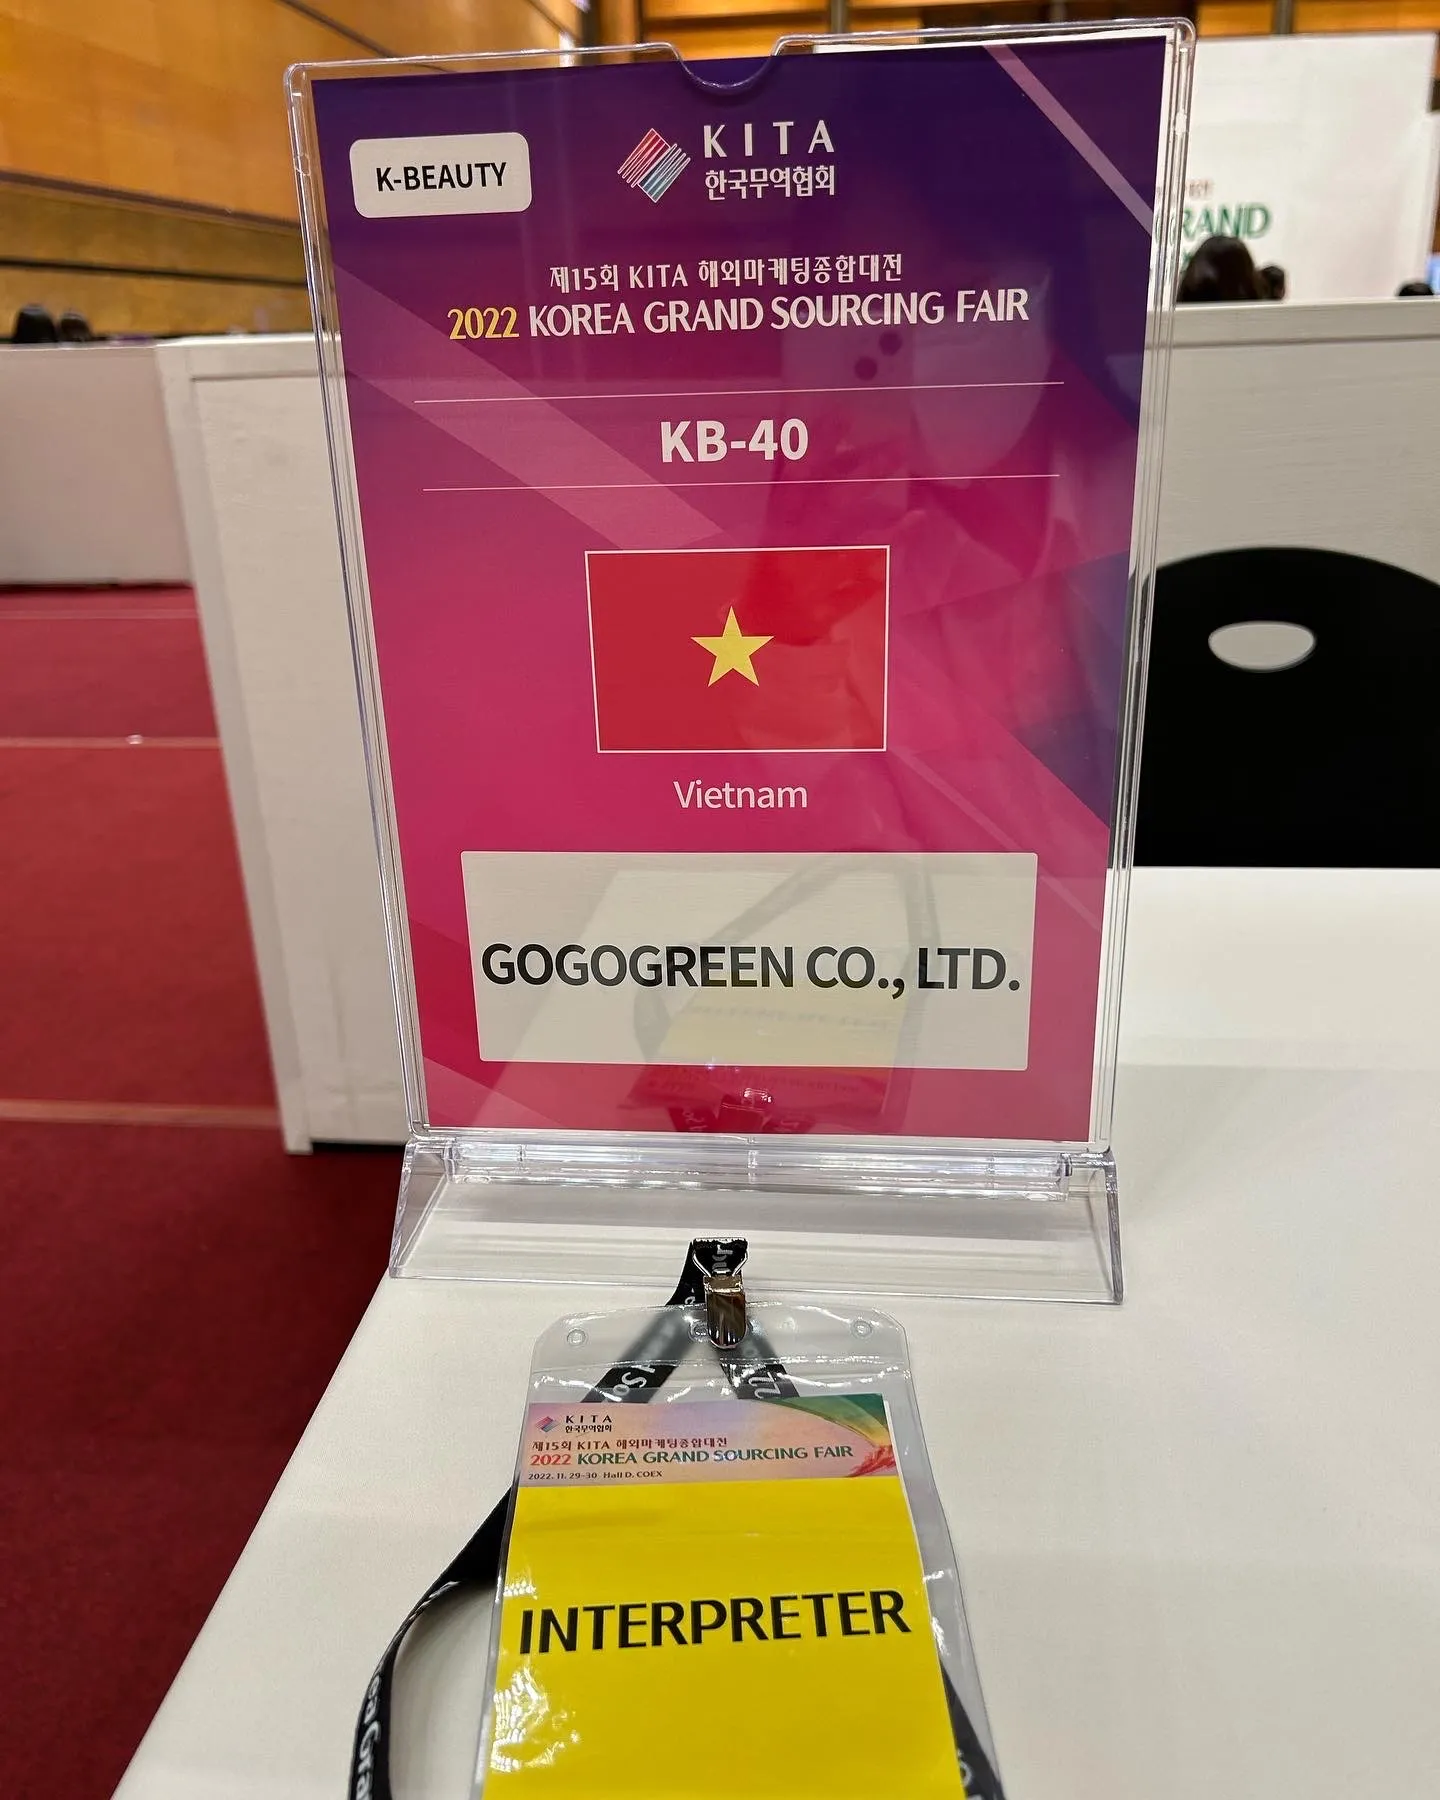 K-BEAUTY
KITA
한국무역협회
제15회 KITA 해외마케팅종합대전
2022 KOREA GRAND SOURCING FAIR
KB-40
Vietnam
GOGOGREEN CO., LTD.
RAND
KITA
한국무역협회
제15회 KITA 해외마케팅종합대전
2022 KOREA GRAND SOURCING FAIR
2022. 11. 29-30 Hall D, COEX
INTERPRETER